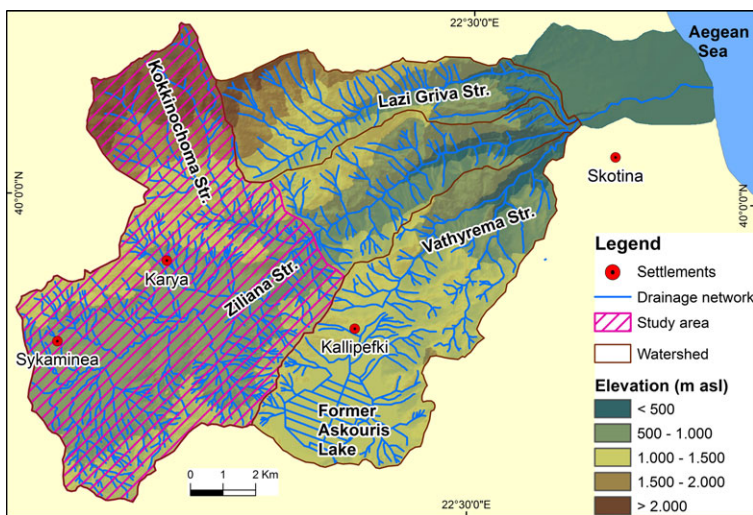 22°30'0"E
Aegean
Sea
Kokkinochoma Str.
Lazi Griva Str.
Skotina
40°0'0"N
40°0'0"N
Vathyrema Str.
Karya
Ziliana Str.
Sykaminea
Kallipefki
Former
Askouris
Lake
0 1 2 Km
22°30'0"E
Legend
Settlements
Drainage network
Study area
Watershed
Elevation (m asl)
< 500
500 - 1.000
1.000 - 1.500
1.500 - 2.000
> 2.000